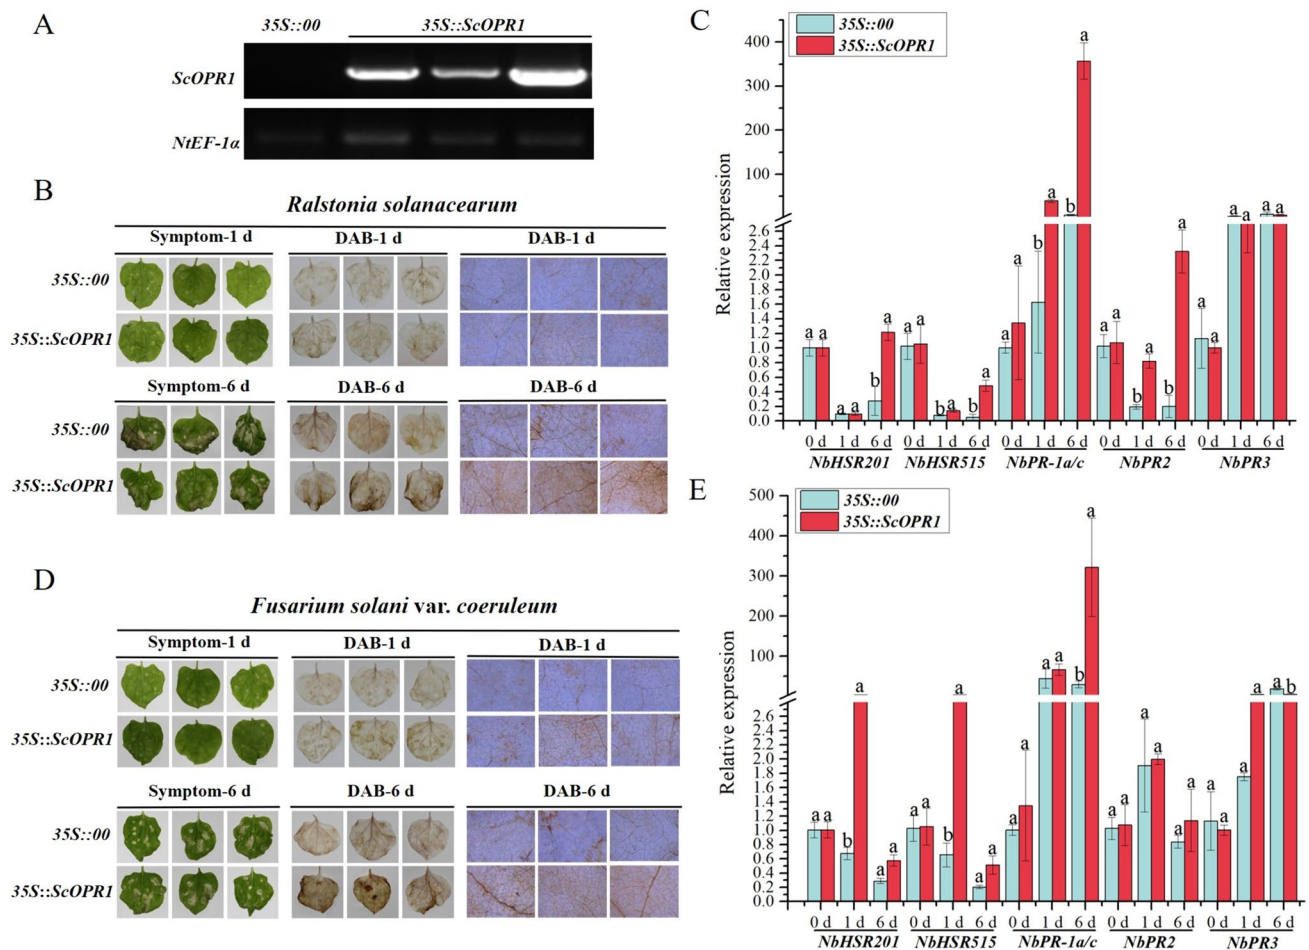 A
35S::00 35S::ScOPR1
ScOPR1
NtEF-1α
B
Ralstonia solanacearum
Symptom-1 d DAB-1 d DAB-1 d
35S::00
35S::ScOPR1
Symptom-6 d DAB-6 d DAB-6 d
35S::00
35S::ScOPR1
C
35S::00
35S::ScOPR1
Relative expression
400
350
300
250
200
150
100
50
2.6
2.4
2.2
2.0
1.8
1.6
1.4
1.2
1.0
0.8
0.6
0.4
0.2
0.0
a a a a b a a a b a b a a a b a b a a a b a b a a a a a a a
0 d 1 d 6 d 0 d 1 d 6 d 0 d 1 d 6 d 0 d 1 d 6 d 0 d 1 d 6 d
NbHSR201 NbHSR515 NbPR-1a/c NbPR2 NbPR3
D
Fusarium solani var. coeruleum
Symptom-1 d DAB-1 d DAB-1 d
35S::00
35S::ScOPR1
Symptom-6 d DAB-6 d DAB-6 d
35S::00
35S::ScOPR1
E
35S::00
35S::ScOPR1
Relative expression
500
450
400
350
300
50
2.6
2.4
2.2
2.0
1.8
1.6
1.4
1.2
1.0
0.8
0.6
0.4
0.2
0.0
a a b a a a a a b a a a a a a a b a a a a a a a a a a a a b
0 d 1 d 6 d 0 d 1 d 6 d 0 d 1 d 6 d 0 d 1 d 6 d 0 d 1 d 6 d
NbHSR201 NbHSR515 NbPR-1a/c NbPR2 NbPR3